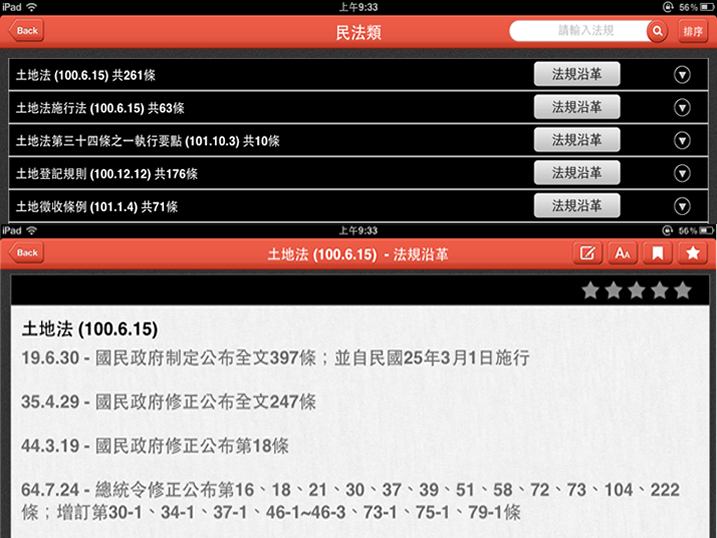 iPad 上午9:33 56%
Back 民法類 請輸入法規 排序
土地法 (100.6.15) 共261條 法規沿革
土地法施行法 (100.6.15) 共63條 法規沿革
土地法第三十四條之一執行要點 (101.10.3) 共10條 法規沿革
土地登記規則 (100.12.12) 共176條 法規沿革
土地徵收條例 (101.1.4) 共71條 法規沿革
iPad 上午9:33 56%
Back 土地法 (100.6.15) - 法規沿革 AA
土地法 (100.6.15)
19.6.30 - 國民政府制定公布全文397條；並自民國25年3月1日施行
35.4.29 - 國民政府修正公布全文247條
44.3.19 - 國民政府修正公布第18條
64.7.24 - 總統令修正公布第16、18、21、30、37、39、51、58、72、73、104、222
條；增訂第30-1、34-1、37-1、46-1~46-3、73-1、75-1、79-1條